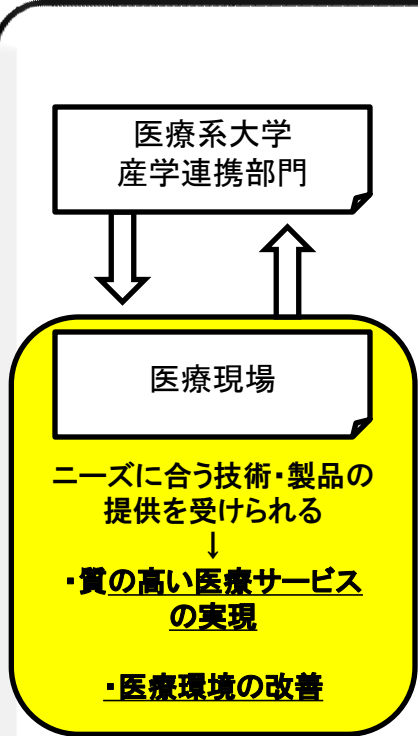 医療系大学
産学連携部門
医療現場
ニーズに合う技術・製品の
提供を受けられる
↓
・質の高い医療サービス
の実現
・医療環境の改善